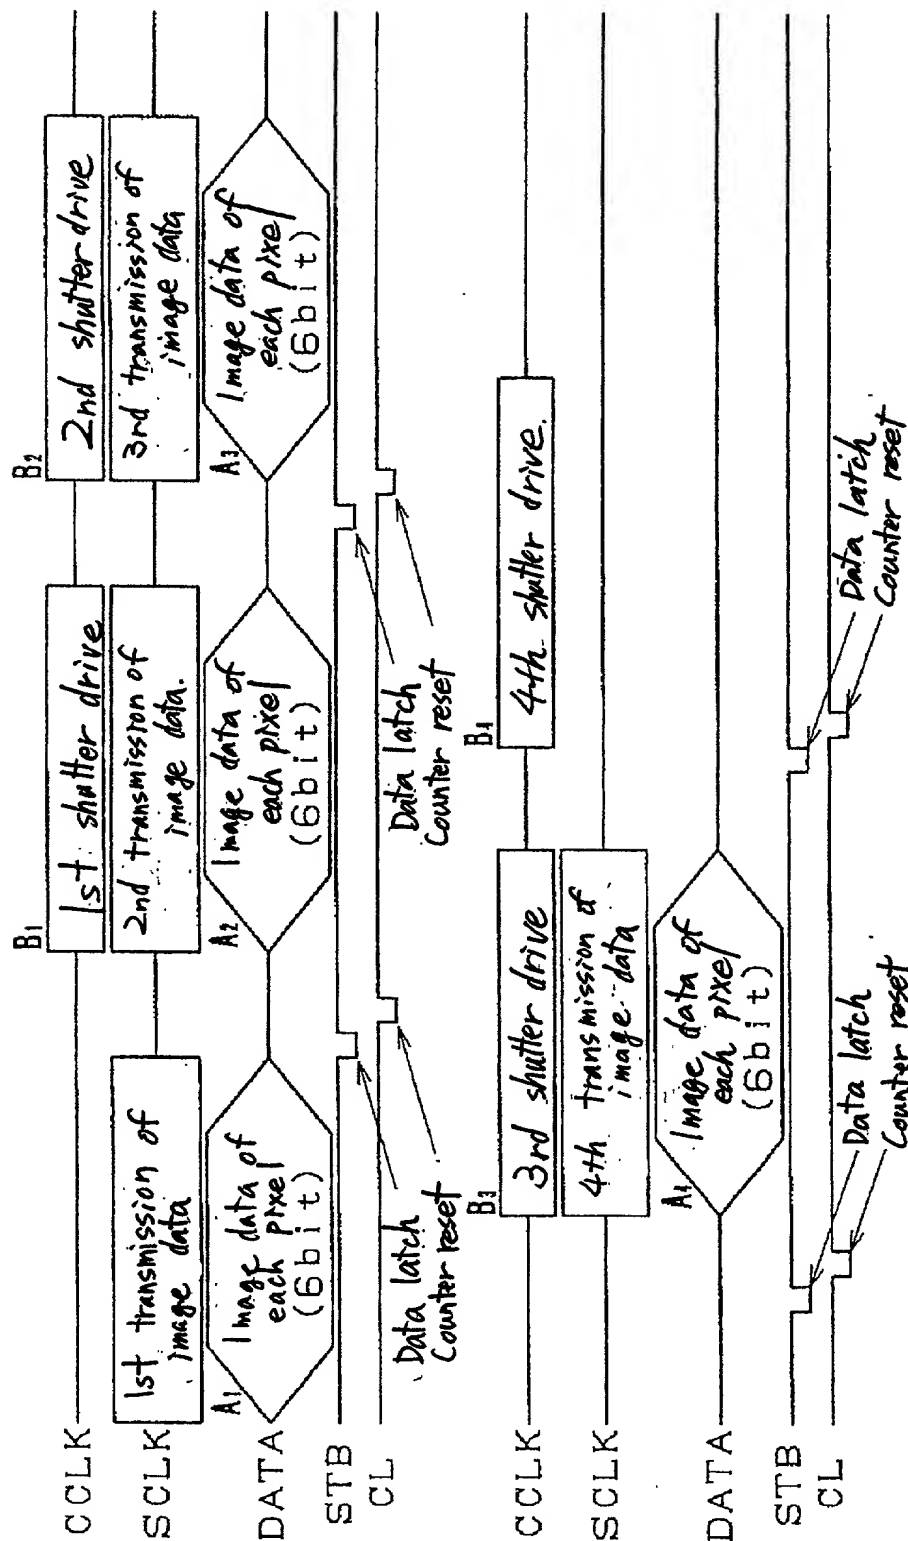 CCLK
B1
1st shutter drive
B2
2nd shutter drive
SCLK
1st transmission of
image data
2nd transmission of
image data.
3rd transmission of
image data
DATA
A1
Image data of
each pixel
(6bit)
A2
Image data of
each pixel
(6bit)
A3
Image data of
each pixel
(6bit)
STB
CL
Data latch
Counter reset
Data latch
Counter reset
CCLK
B3
3rd shutter drive
B4
4th shutter drive.
SCLK
4th transmission of
image data
DATA
A4
Image data of
each pixel
(6bit)
STB
CL
Data latch
Counter reset
Data latch
Counter reset